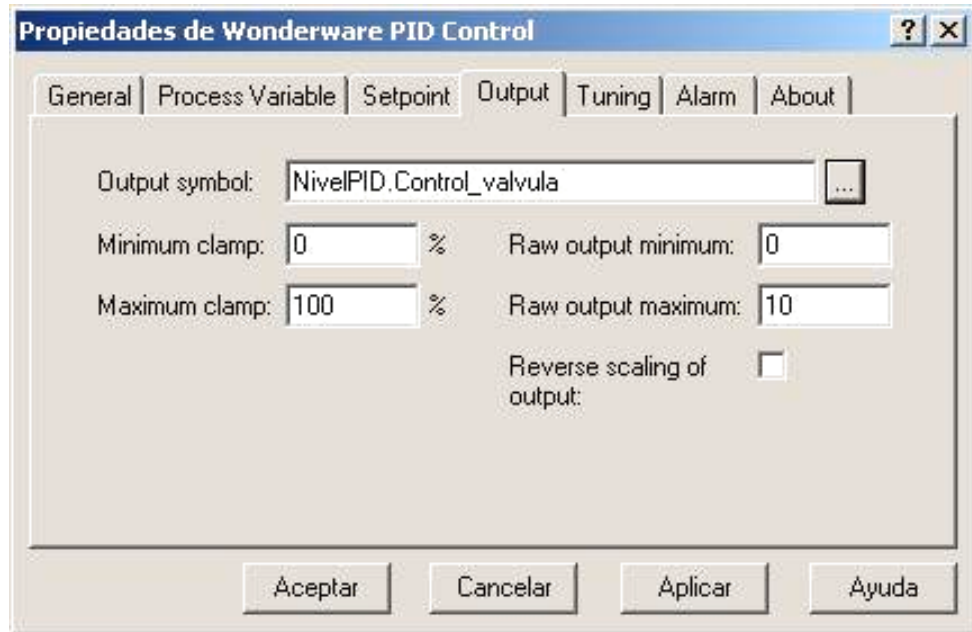 Propiedades de Wonderware PID Control
General Process Variable Setpoint Output Tuning Alarm About
Output symbol: NivelPID.Control_valvula ...
Minimum clamp: 0 % Raw output minimum: 0
Maximum clamp: 100 % Raw output maximum: 10
Reverse scaling of
output:
Aceptar Cancelar Aplicar Ayuda